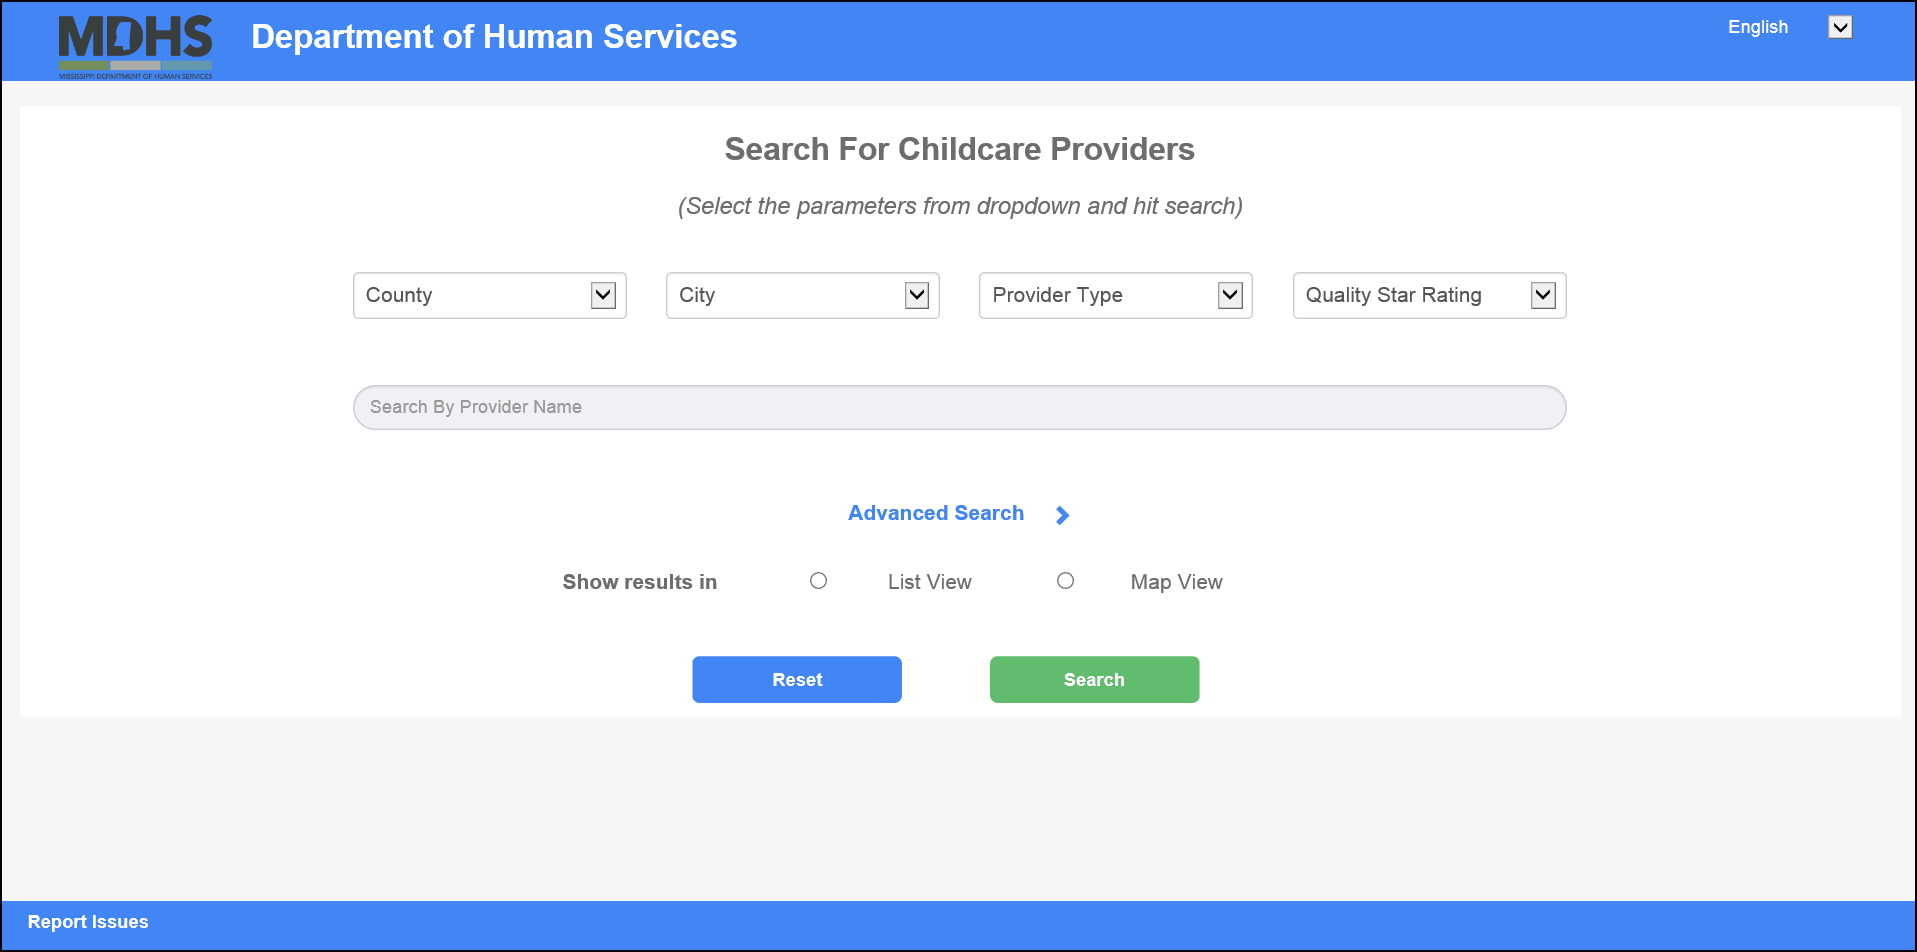 MDHS
MISSISSIPPI DEPARTMENT OF HUMAN SERVICES
Department of Human Services
English
Search For Childcare Providers
(Select the parameters from dropdown and hit search)
County
City
Provider Type
Quality Star Rating
Search By Provider Name
Advanced Search
Show results in
List View
Map View
Reset
Search
Report Issues